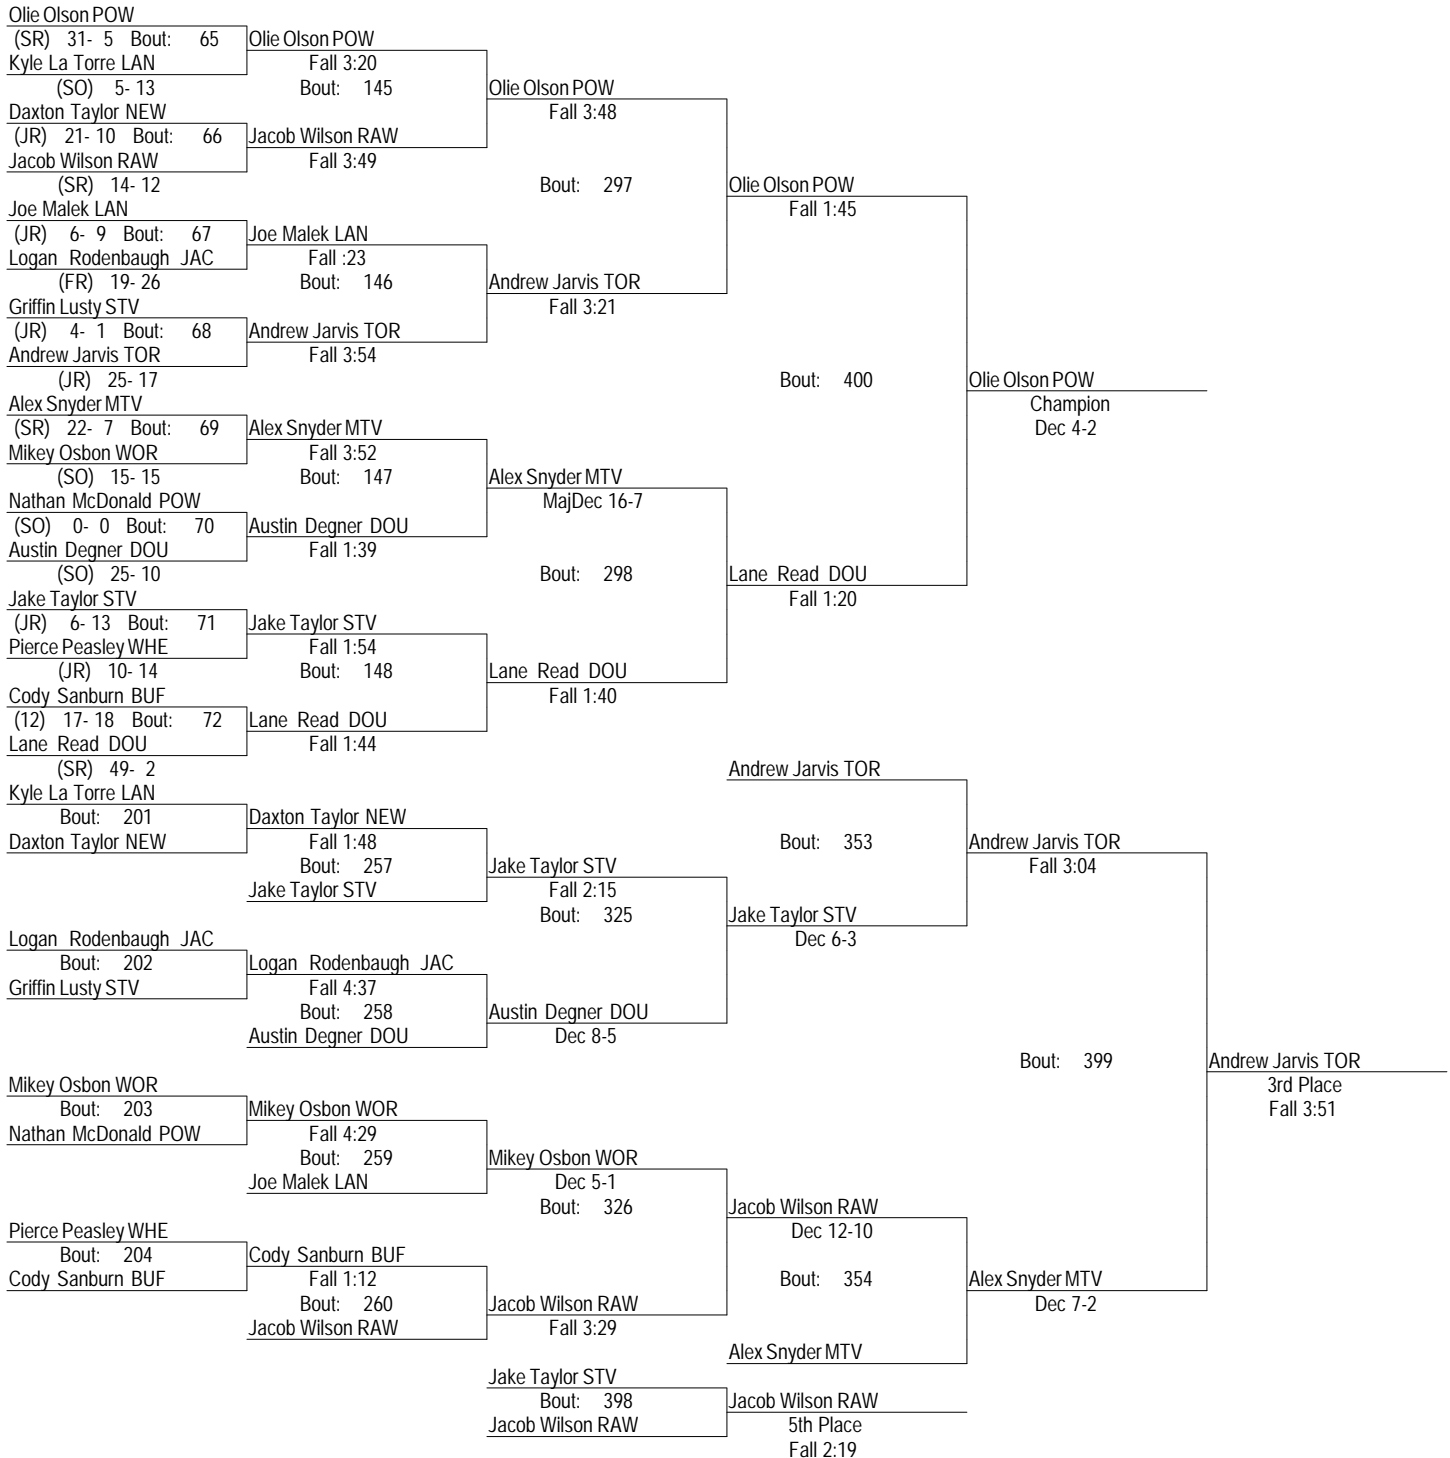 Olie Olson POW
(SR) 31- 5 Bout: 65 Olie Olson POW
Kyle La Torre LAN Fall 3:20
(SO) 5- 13 Bout: 145 Olie Olson POW
Daxton Taylor NEW Fall 3:48
(JR) 21- 10 Bout: 66 Jacob Wilson RAW
Jacob Wilson RAW Fall 3:49
(SR) 14- 12 Bout: 297 Olie Olson POW
Joe Malek LAN Fall 1:45
(JR) 6- 9 Bout: 67 Joe Malek LAN
Logan Rodenbaugh JAC Fall :23
(FR) 19- 26 Bout: 146 Andrew Jarvis TOR
Griffin Lusty STV Fall 3:21
(JR) 4- 1 Bout: 68 Andrew Jarvis TOR
Andrew Jarvis TOR Fall 3:54
(JR) 25- 17 Bout: 400 Olie Olson POW
Alex Snyder MTV Champion
(SR) 22- 7 Bout: 69 Alex Snyder MTV Dec 4-2
Mikey Osbon WOR Fall 3:52
(SO) 15- 15 Bout: 147 Alex Snyder MTV
Nathan McDonald POW MajDec 16-7
(SO) 0- 0 Bout: 70 Austin Degner DOU
Austin Degner DOU Fall 1:39
(SO) 25- 10 Bout: 298 Lane Read DOU
Jake Taylor STV Fall 1:20
(JR) 6- 13 Bout: 71 Jake Taylor STV
Pierce Peasley WHE Fall 1:54
(JR) 10- 14 Bout: 148 Lane Read DOU
Cody Sanburn BUF Fall 1:40
(12) 17- 18 Bout: 72 Lane Read DOU
Lane Read DOU Fall 1:44
(SR) 49- 2 Andrew Jarvis TOR
Kyle La Torre LAN
Bout: 201 Daxton Taylor NEW
Daxton Taylor NEW Fall 1:48 Bout: 353 Andrew Jarvis TOR
Bout: 257 Jake Taylor STV Fall 3:04
Jake Taylor STV Fall 2:15
Bout: 325 Jake Taylor STV
Logan Rodenbaugh JAC Dec 6-3
Bout: 202 Logan Rodenbaugh JAC
Griffin Lusty STV Fall 4:37
Bout: 258 Austin Degner DOU
Austin Degner DOU Dec 8-5
Bout: 399 Andrew Jarvis TOR
Mikey Osbon WOR 3rd Place
Bout: 203 Mikey Osbon WOR Fall 3:51
Nathan McDonald POW Fall 4:29
Bout: 259 Mikey Osbon WOR
Joe Malek LAN Dec 5-1
Bout: 326 Jacob Wilson RAW
Pierce Peasley WHE Dec 12-10
Bout: 204 Cody Sanburn BUF
Cody Sanburn BUF Fall 1:12 Bout: 354 Alex Snyder MTV
Bout: 260 Jacob Wilson RAW Dec 7-2
Jacob Wilson RAW Fall 3:29
Alex Snyder MTV
Jake Taylor STV
Bout: 398 Jacob Wilson RAW
Jacob Wilson RAW 5th Place
Fall 2:19